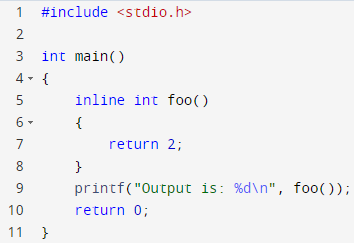 1 #include <stdio.h>
2
3 int main()
4 {
5     inline int foo()
6     {
7         return 2;
8     }
9     printf("Output is: %d\n", foo());
10     return 0;
11 }